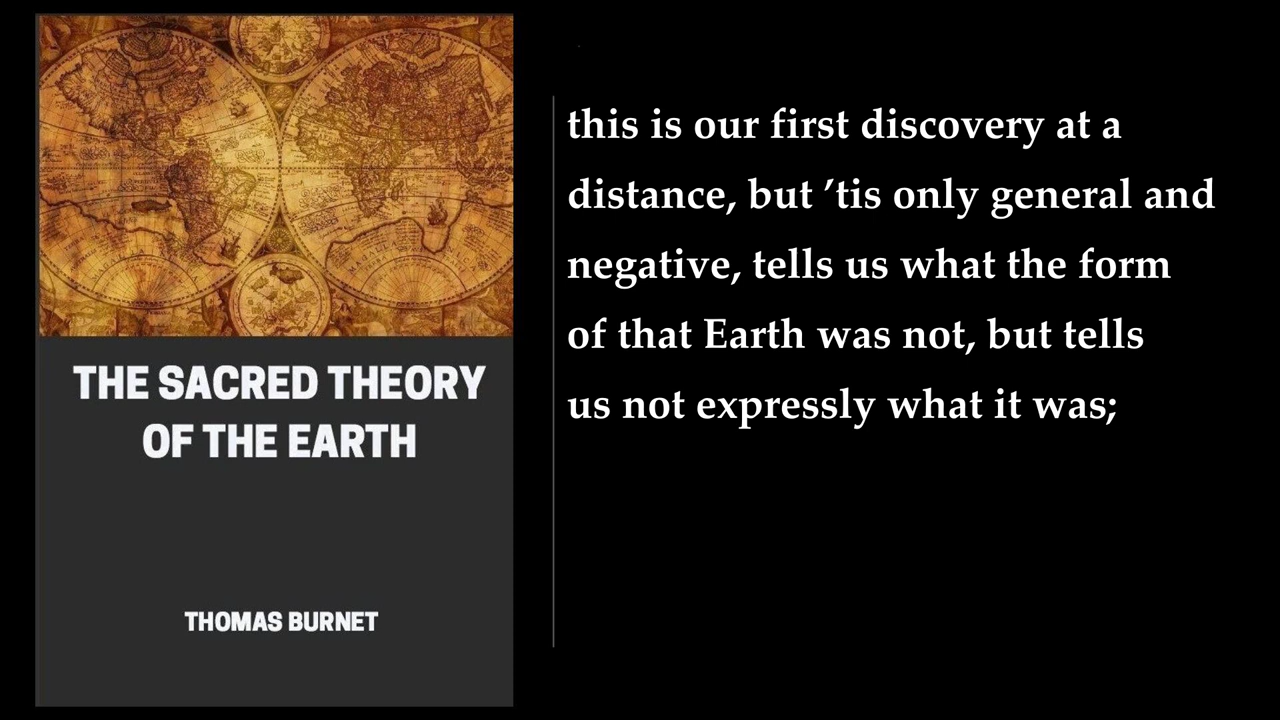 THE SACRED THEORY
OF THE EARTH
THOMAS BURNET
this is our first discovery at a
distance, but ’tis only general and
negative, tells us what the form
of that Earth was not, but tells
us not expressly what it was;